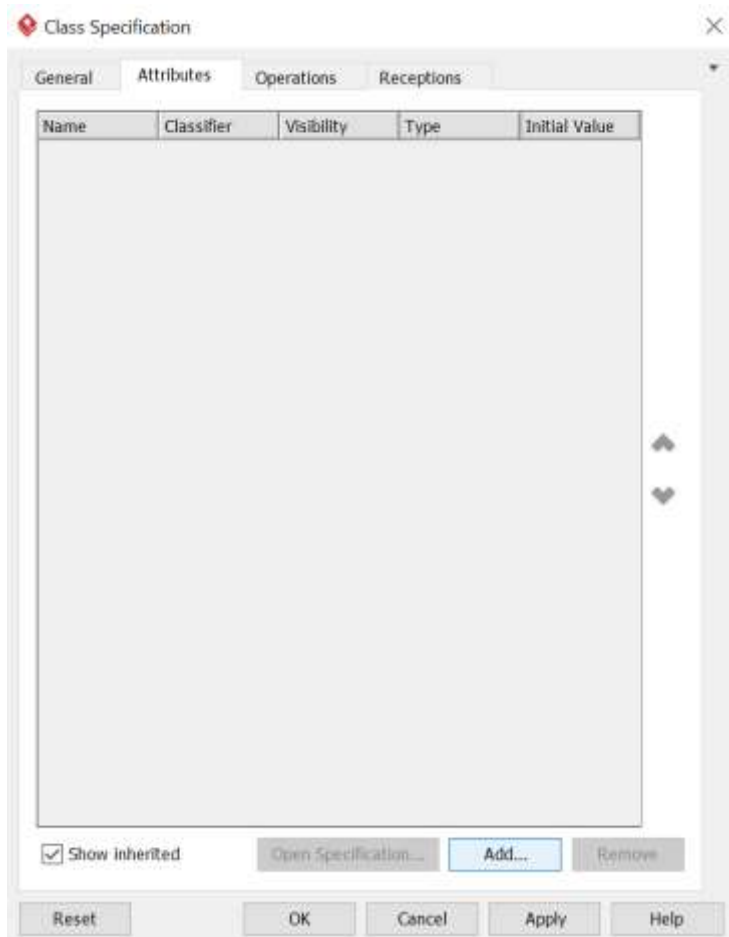 Class Specification
General Attributes Operations Receptions
Name Classifier Visibility Type Initial Value
Show inherited Open Specification... Add... Remove
Reset OK Cancel Apply Help